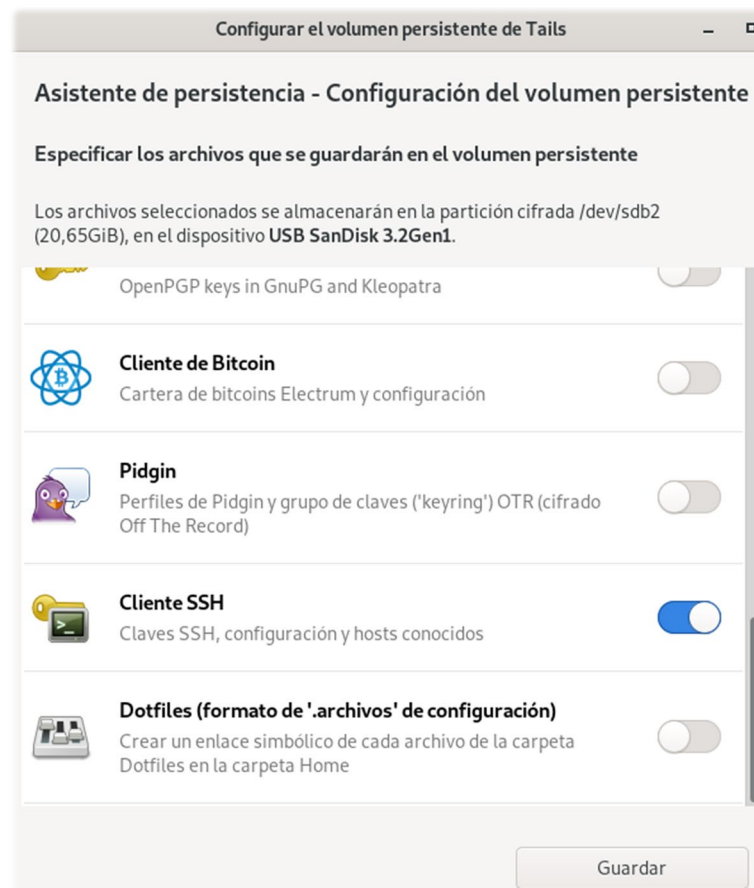 Configurar el volumen persistente de Tails
Asistente de persistencia - Configuración del volumen persistente
Especificar los archivos que se guardarán en el volumen persistente
Los archivos seleccionados se almacenarán en la partición cifrada /dev/sdb2
(20,65GiB), en el dispositivo USB SanDisk 3.2Gen1.
OpenPGP keys in GnuPG and Kleopatra
Cliente de Bitcoin
Cartera de bitcoins Electrum y configuración
Pidgin
Perfiles de Pidgin y grupo de claves ('keyring') OTR (cifrado
Off The Record)
Cliente SSH
Claves SSH, configuración y hosts conocidos
Dotfiles (formato de '.archivos' de configuración)
Crear un enlace simbólico de cada archivo de la carpeta
Dotfiles en la carpeta Home
Guardar